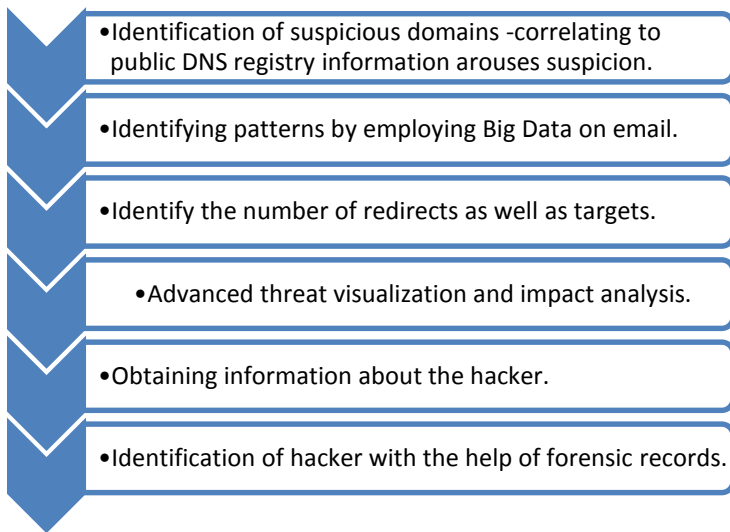 •Identification of suspicious domains -correlating to
public DNS registry information arouses suspicion.
•Identifying patterns by employing Big Data on email.
•Identify the number of redirects as well as targets.
•Advanced threat visualization and impact analysis.
•Obtaining information about the hacker.
•Identification of hacker with the help of forensic records.